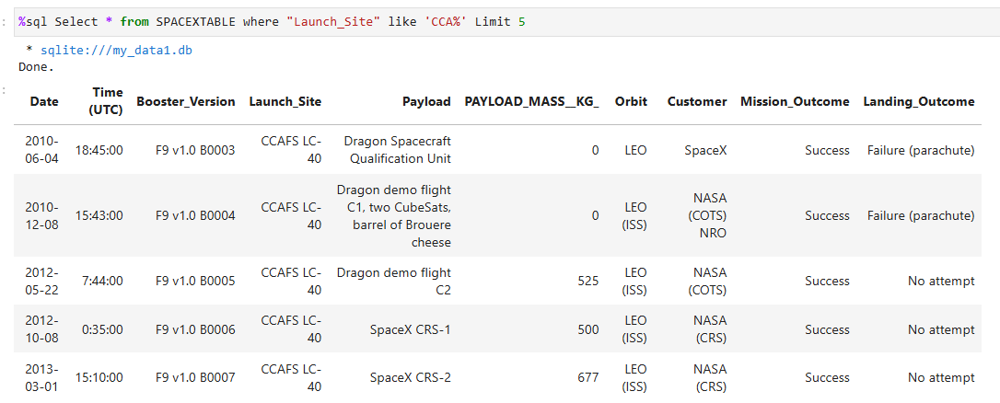 %sql Select * from SPACEXTABLE where "Launch_Site" like 'CCA%' Limit 5
* sqlite:///my_data1.db
Done.
Date Time (UTC) Booster_Version Launch_Site Payload PAYLOAD_MASS__KG_ Orbit Customer Mission_Outcome Landing_Outcome
2010-06-04 18:45:00 F9 v1.0 B0003 CCAFS LC-40 Dragon Spacecraft Qualification Unit 0 LEO SpaceX Success Failure (parachute)
2010-12-08 15:43:00 F9 v1.0 B0004 CCAFS LC-40 Dragon demo flight C1, two CubeSats, barrel of Brouere cheese 0 LEO (ISS) NASA (COTS) NRO Success Failure (parachute)
2012-05-22 7:44:00 F9 v1.0 B0005 CCAFS LC-40 Dragon demo flight C2 525 LEO (ISS) NASA (COTS) Success No attempt
2012-10-08 0:35:00 F9 v1.0 B0006 CCAFS LC-40 SpaceX CRS-1 500 LEO (ISS) NASA (CRS) Success No attempt
2013-03-01 15:10:00 F9 v1.0 B0007 CCAFS LC-40 SpaceX CRS-2 677 LEO (ISS) NASA (CRS) Success No attempt